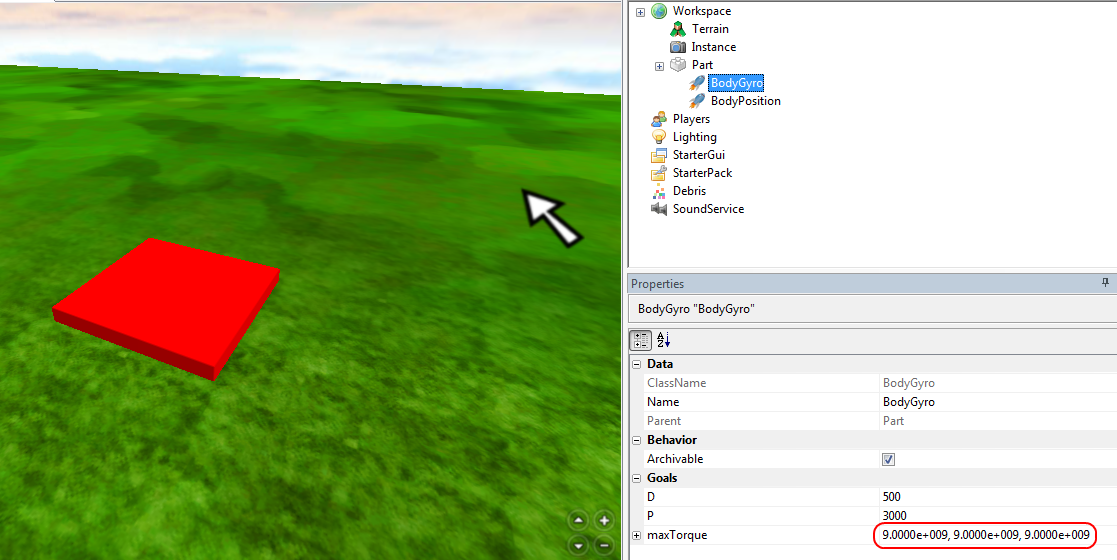 Workspace
Terrain
Instance
Part
BodyGyro
BodyPosition
Players
Lighting
StarterGui
StarterPack
Debris
SoundService
Properties
BodyGyro "BodyGyro"
A Z
Data
ClassName BodyGyro
Name BodyGyro
Parent Part
Behavior
Archivable
Goals
D 500
P 3000
maxTorque 9.0000e+009, 9.0000e+009, 9.0000e+009